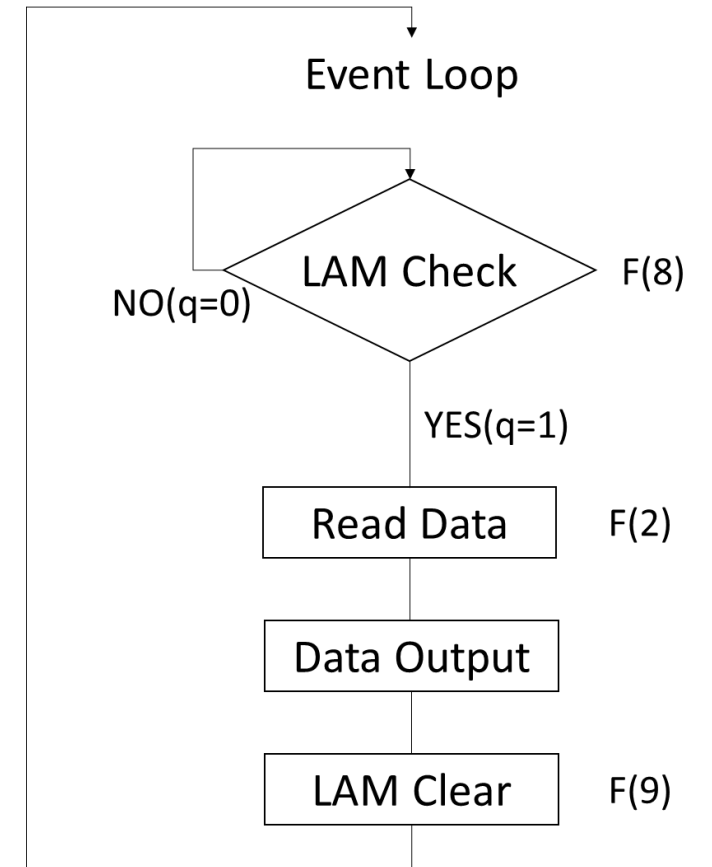 Event Loop
LAM Check
F(8)
NO(q=0)
YES(q=1)
Read Data
F(2)
Data Output
LAM Clear
F(9)